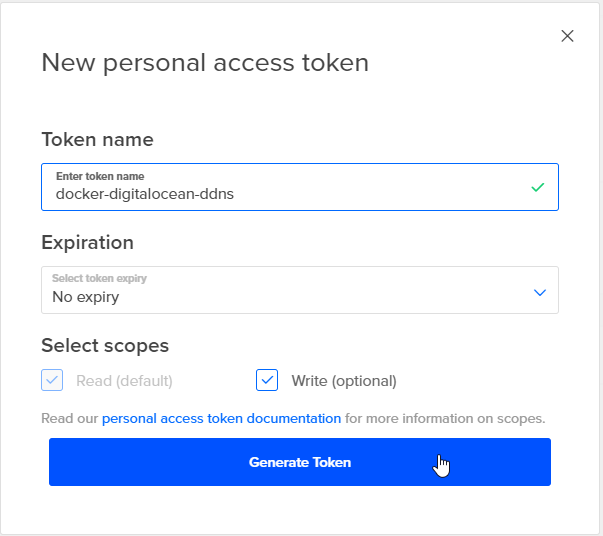 New personal access token
Token name
Enter token name
docker-digitalocean-ddns
Expiration
Select token expiry
No expiry
Select scopes
Read (default) Write (optional)
Read our personal access token documentation for more information on scopes.
Generate Token